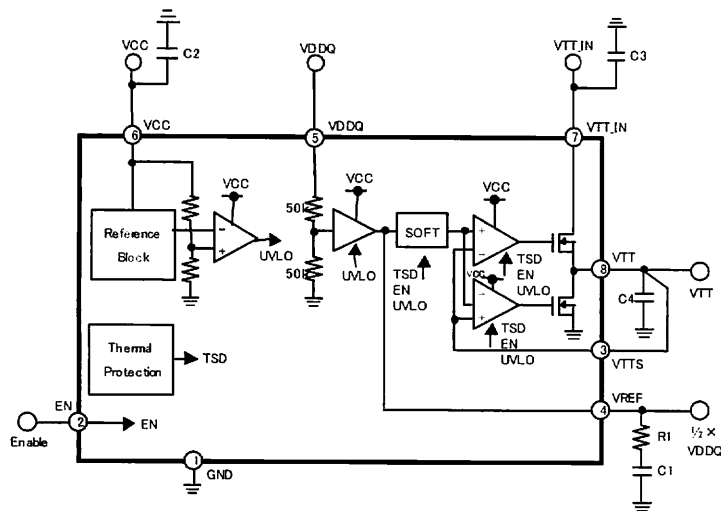 VCC
C2
VDDQ
VTT_IN
C3
6
VCC
5
VDDQ
7
VTT_IN
VCC
VCC
VCC
50k
50k
Reference
Block
-
+
UVLO
UVLO
SOFT
TSD
EN
UVLO
+
-
TSD
EN
UVLO
VCC
-
+
TSD
EN
UVLO
8
VTT
VTT
C4
3
VTTS
Thermal
Protection
TSD
VREF
4
½ ×
VDDQ
R1
C1
EN
2
EN
Enable
1
GND